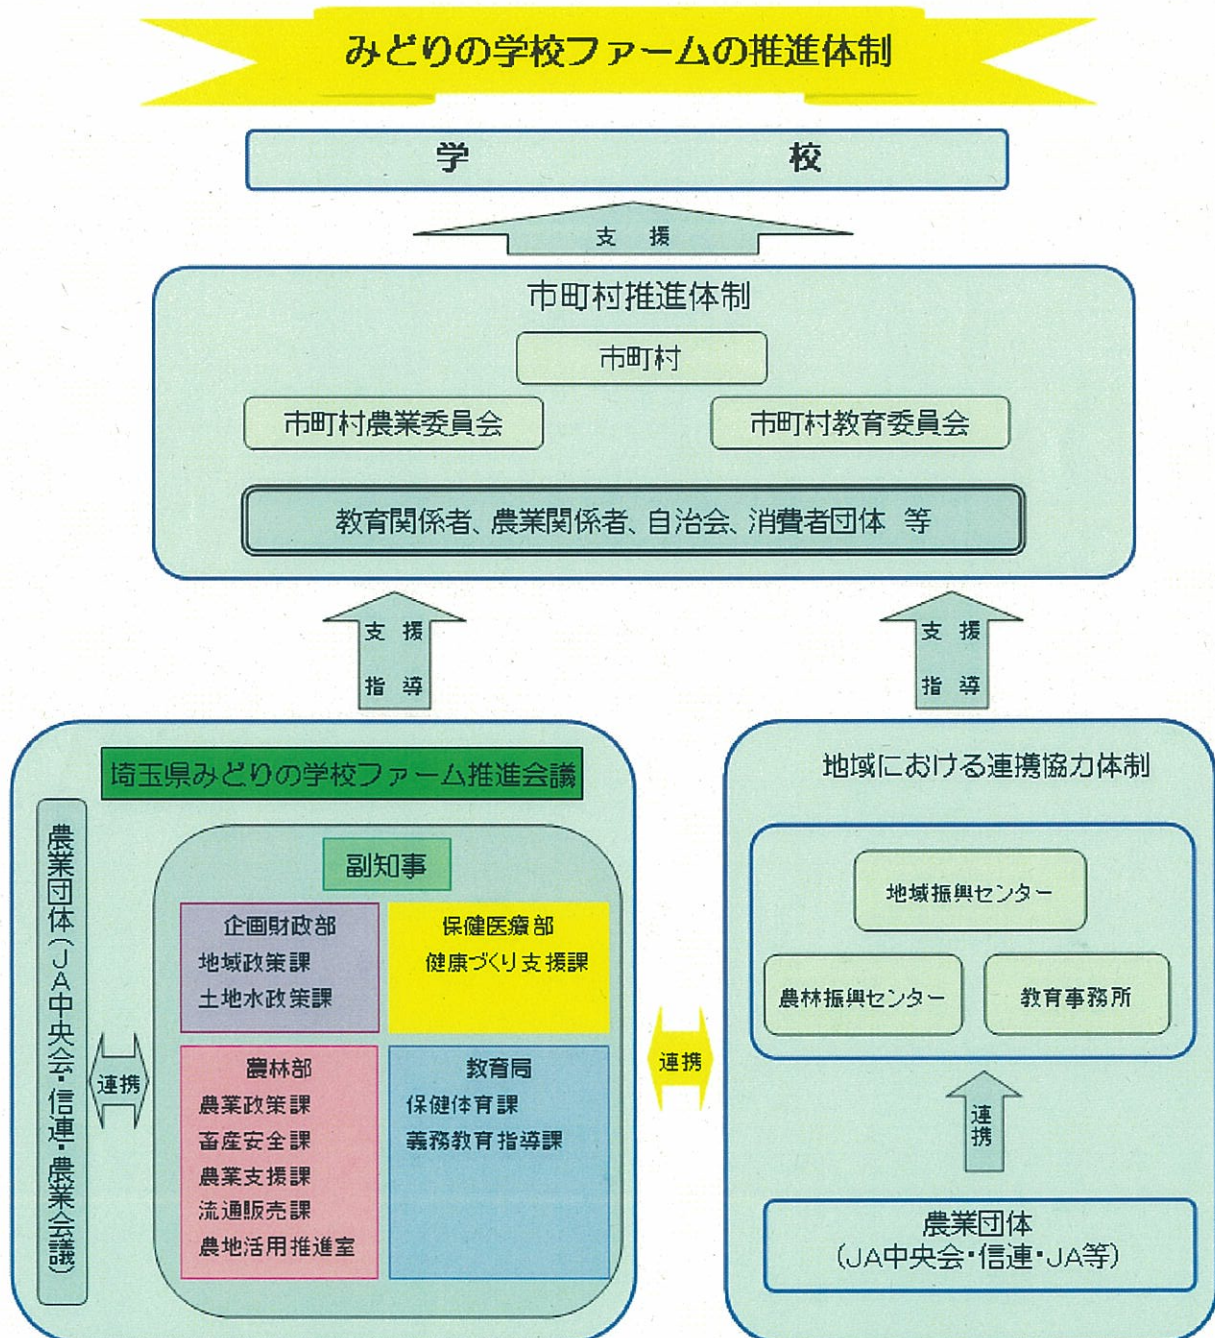 みどりの学校ファームの推進体制
学校
支援
市町村推進体制
市町村
市町村農業委員会
市町村教育委員会
教育関係者、農業関係者、自治会、消費者団体 等
支援
指導
支援
指導
埼玉県みどりの学校ファーム推進会議
農業団体(JA中央会・信連・農業会議)
連携
副知事
企画財政部
地域政策課
土地水政策課
保健医療部
健康づくり支援課
農林部
農業政策課
畜産安全課
農業支援課
流通販売課
農地活用推進室
教育局
保健体育課
義務教育指導課
連携
地域における連携協力体制
地域振興センター
農林振興センター
教育事務所
連携
農業団体
(JA中央会・信連・JA等)